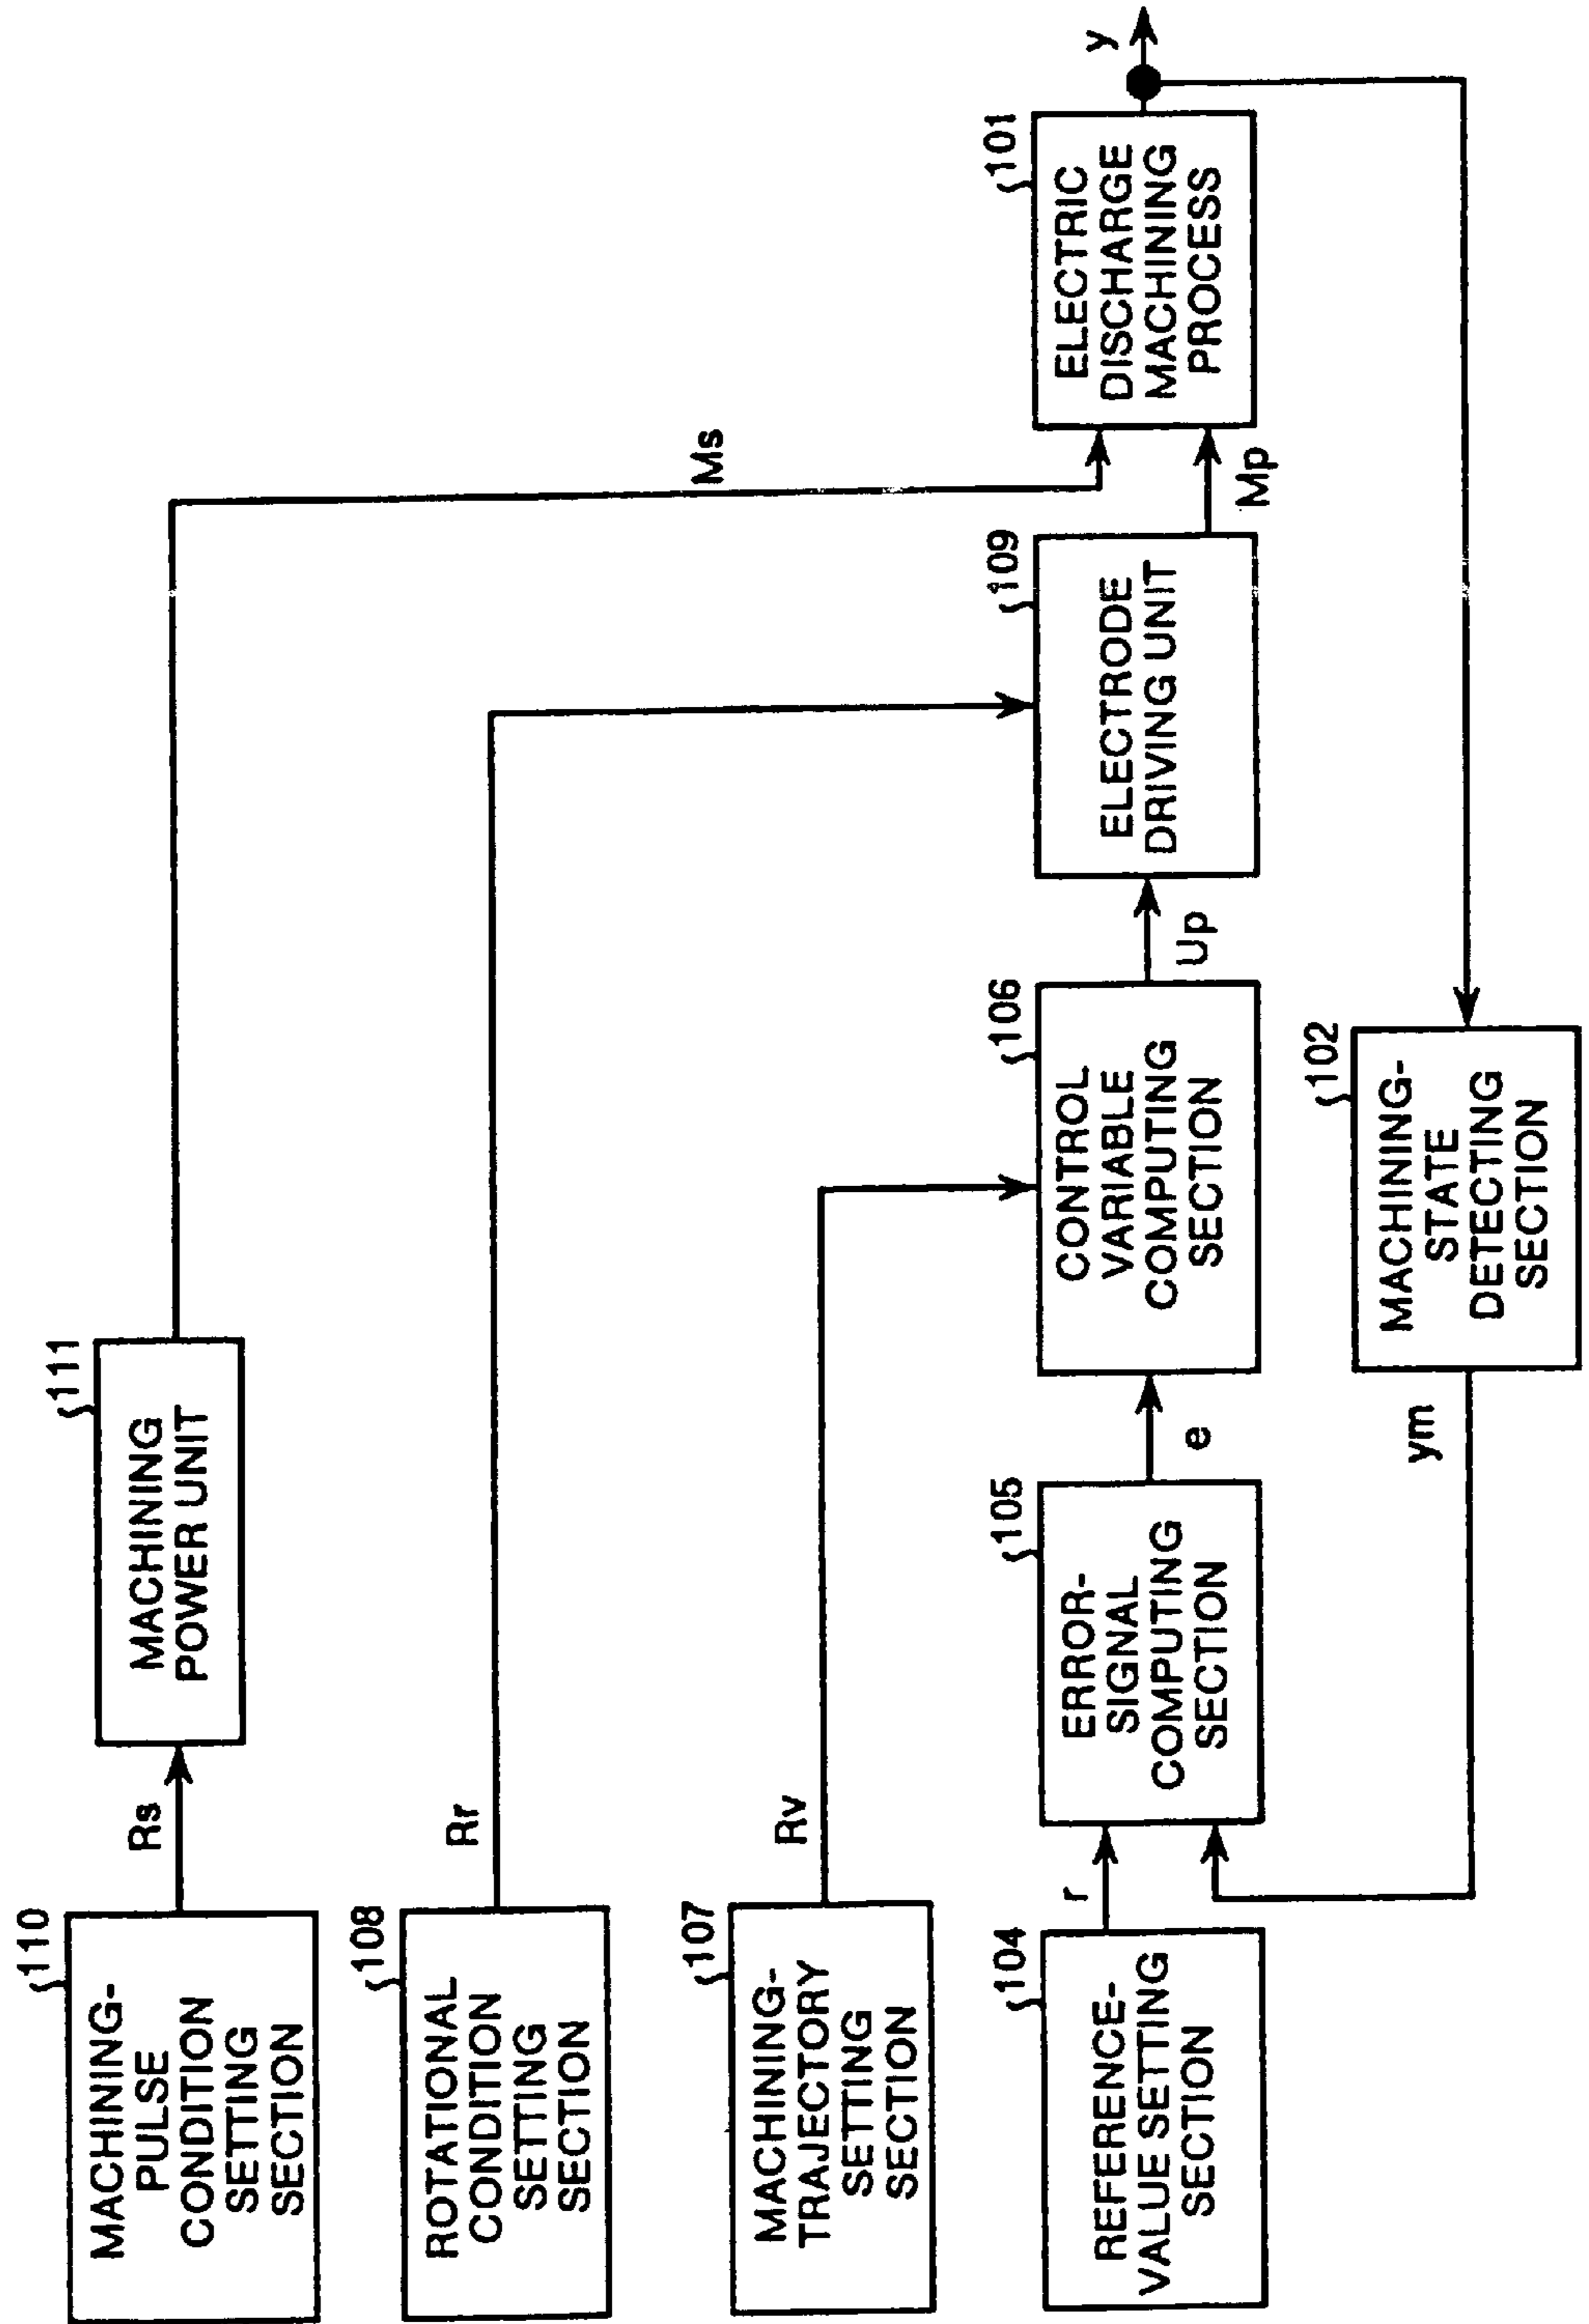 110
MACHINING-
PULSE
CONDITION
SETTING
SECTION
Rs
111
MACHINING
POWER UNIT
Ms
108
ROTATIONAL
CONDITION
SETTING
SECTION
Rr
107
MACHINING-
TRAJECTORY
SETTING
SECTION
Rv
104
REFERENCE-
VALUE SETTING
SECTION
r
105
ERROR-
SIGNAL
COMPUTING
SECTION
e
106
CONTROL
VARIABLE
COMPUTING
SECTION
Up
109
ELECTRODE
DRIVING UNIT
Mp
101
ELECTRIC
DISCHARGE
MACHINING
PROCESS
y
102
MACHINING-
STATE
DETECTING
SECTION
ym